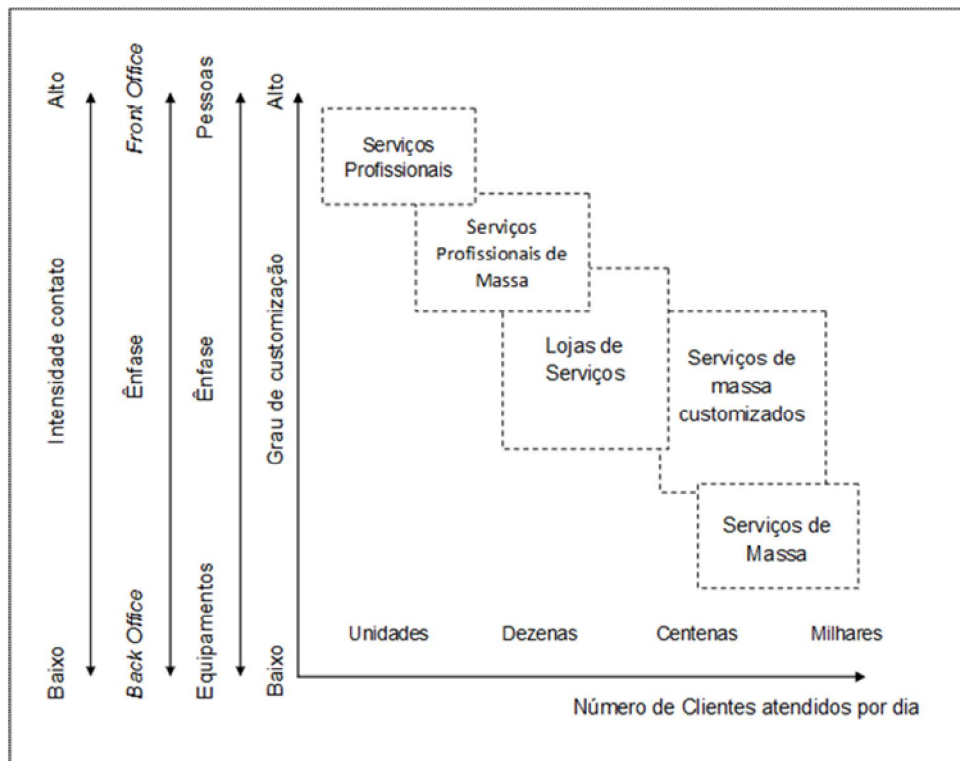 Alto
Front Office
Pessoas
Alto
Intensidade contato
Ênfase
Ênfase
Grau de customização
Baixo
Back Office
Equipamentos
Baixo
Serviços
Profissionais
Serviços
Profissionais de
Massa
Lojas de
Serviços
Serviços de
massa
customizados
Serviços de
Massa
Unidades
Dezenas
Centenas
Milhares
Número de Clientes atendidos por dia